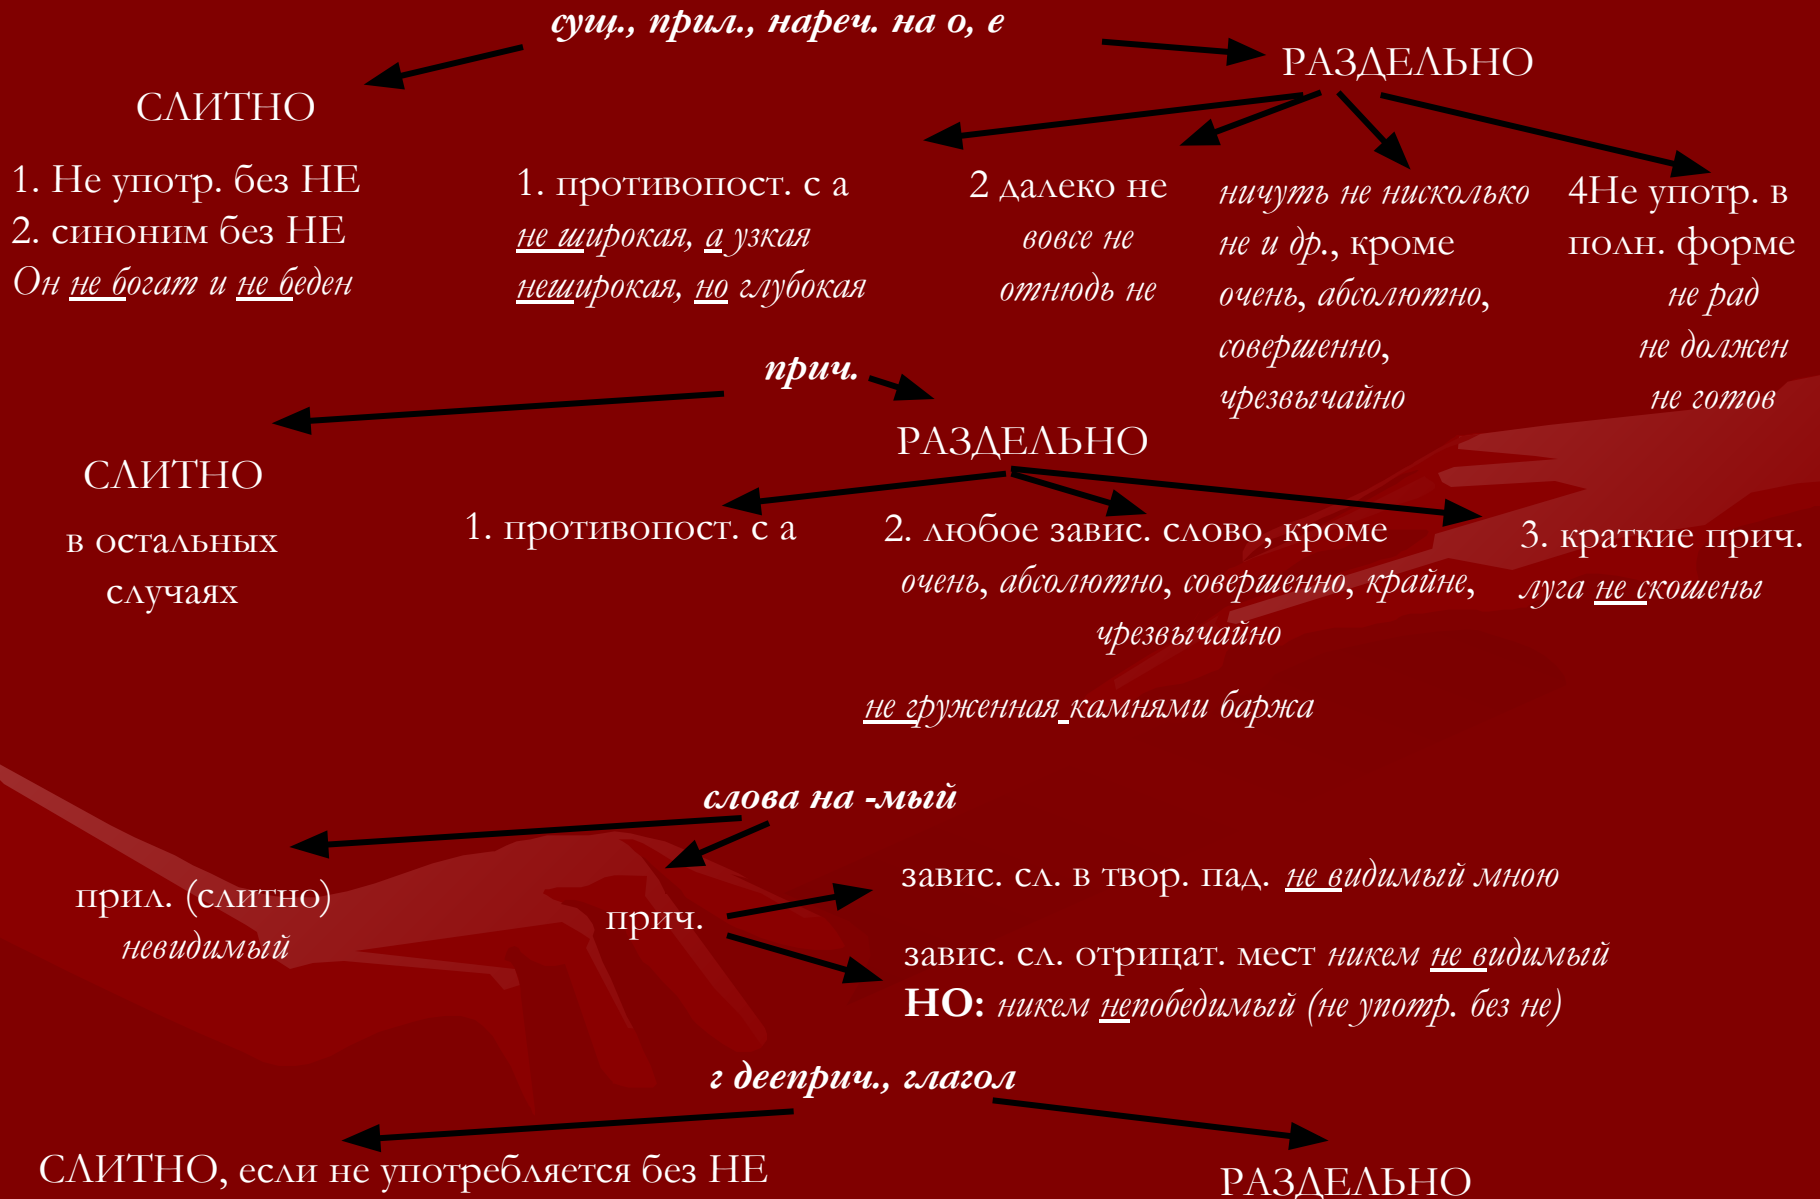 сущ., прил., нареч. на о, е
СЛИТНО
РАЗДЕЛЬНО
1. Не употр. без НЕ
2. синоним без НЕ
Он не богат и не беден
1. противопост. с а
не широкая, а узкая
неширокая, но глубокая
2 далеко не
вовсе не
отнюдь не
ничуть не нисколько
не и др., кроме
очень, абсолютно,
совершенно,
чрезвычайно
4Не употр. в
полн. форме
не рад
не должен
не готов
прич.
СЛИТНО
в остальных
случаях
РАЗДЕЛЬНО
1. противопост. с а
2. любое завис. слово, кроме
очень, абсолютно, совершенно, крайне,
чрезвычайно
не груженная камнями баржа
3. краткие прич.
луга не скошены
слова на -мый
прил. (слитно)
невидимый
прич.
завис. сл. в твор. пад. не видимый мною
завис. сл. отрицат. мест никем не видимый
НО: никем непобедимый (не употр. без не)
г дееприч., глагол
СЛИТНО, если не употребляется без НЕ
РАЗДЕЛЬНО